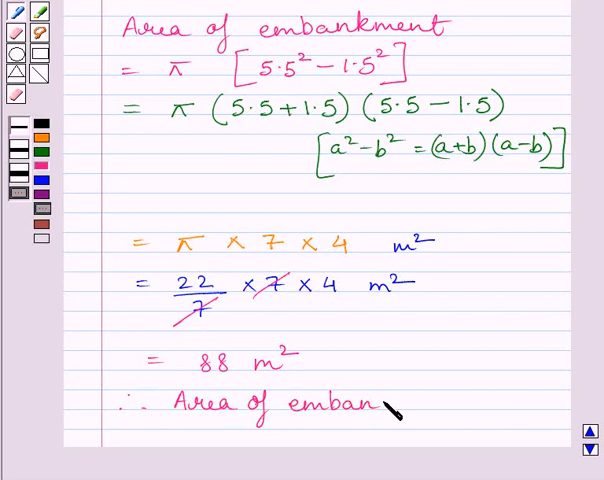 Area of embankment
= π [5.5² - 1.5²]
= π (5.5 + 1.5) (5.5 - 1.5)
[a² - b² = (a+b) (a-b)]
= π × 7 × 4 m²
= 22/7 × 7 × 4 m²
= 88 m²
∴ Area of emban